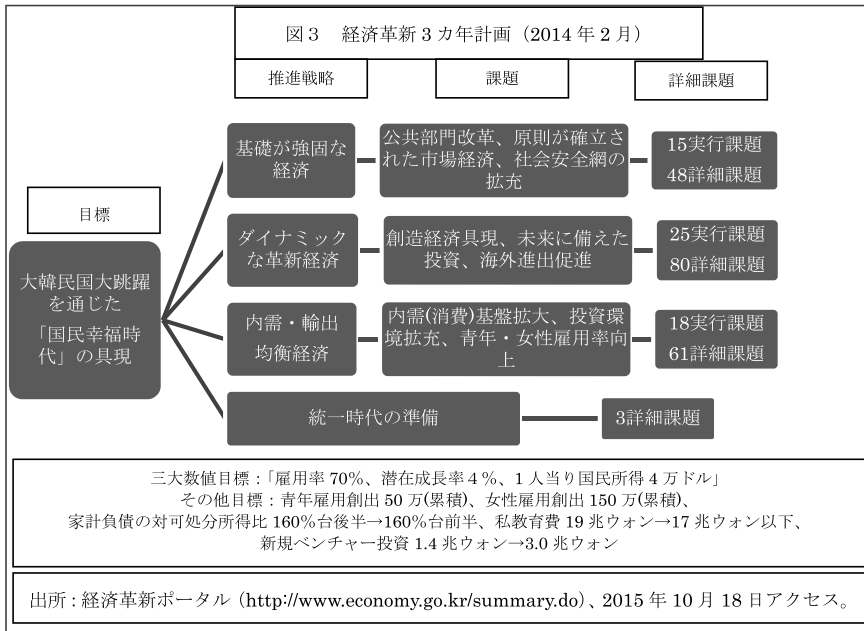 図３　経済革新３カ年計画（2014年２月）
推進戦略
課題
詳細課題
目標
大韓民国大跳躍
を通じた
「国民幸福時
代」の具現
基礎が強固な
経済
公共部門改革、原則が確立さ
れた市場経済、社会安全網の
拡充
15実行課題
48詳細課題
ダイナミック
な革新経済
創造経済具現、未来に備えた
投資、海外進出促進
25実行課題
80詳細課題
内需・輸出
均衡経済
内需(消費)基盤拡大、投資環
境拡充、青年・女性雇用率向
上
18実行課題
61詳細課題
統一時代の準備
3詳細課題
三大数値目標：「雇用率70%、潜在成長率４％、１人当り国民所得４万ドル」
その他目標：青年雇用創出50万(累積)、女性雇用創出150万(累積)、
家計負債の対可処分所得比160%台後半→160%台前半、私教育費19兆ウォン→17兆ウォン以下、
新規ベンチャー投資1.4兆ウォン→3.0兆ウォン
出所：経済革新ポータル（http://www.economy.go.kr/summary.do）、2015年10月18日アクセス。